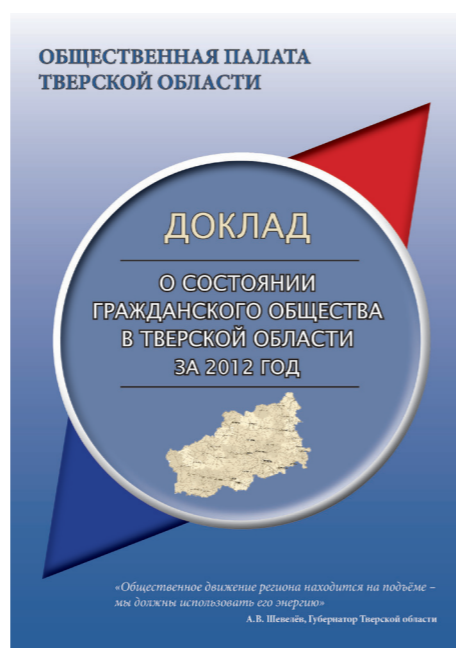 ОБЩЕСТВЕННАЯ ПАЛАТА
ТВЕРСКОЙ ОБЛАСТИ
ДОКЛАД
О СОСТОЯНИИ
ГРАЖДАНСКОГО ОБЩЕСТВА
В ТВЕРСКОЙ ОБЛАСТИ
ЗА 2012 ГОД
«Общественное движение региона находится на подъёме –
мы должны использовать его энергию»
А.В. Шевелёв, Губернатор Тверской области